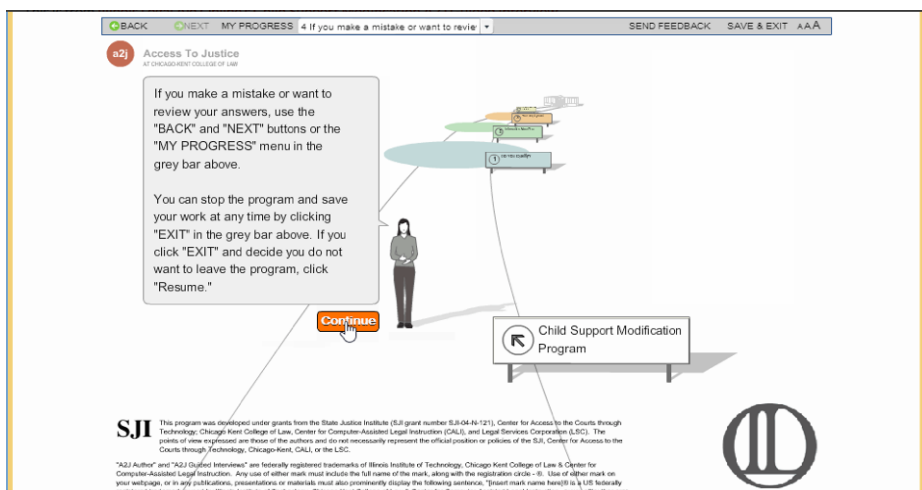 BACK NEXT MY PROGRESS 4 If you make a mistake or want to review SEND FEEDBACK SAVE & EXIT AAA
a2j Access To Justice
AT CHICAGO-KENT COLLEGE OF LAW
If you make a mistake or want to
review your answers, use the
"BACK" and "NEXT" buttons or the
"MY PROGRESS" menu in the
grey bar above.
You can stop the program and save
your work at any time by clicking
"EXIT" in the grey bar above. If you
click "EXIT" and decide you do not
want to leave the program, click
"Resume."
Continue
1
Child Support Modification
Program
SJI
This program was developed under grants from the State Justice Institute (SJI grant number SJI-04-N-121), Center for Access to the Courts through
Technology; Chicago-Kent College of Law, Center for Computer-Assisted Legal Instruction (CALI), and Legal Services Corporation (LSC). The
points of view expressed are those of the authors and do not necessarily represent the official position or policies of the SJI, Center for Access to the
Courts through Technology, Chicago-Kent, CALI, or the LSC.
"A2J Author" and "A2J Guided Interviews" are federally registered trademarks of Illinois Institute of Technology, Chicago Kent College of Law & Center for
Computer-Assisted Legal Instruction. Any use of either mark must include the full name of the mark, along with the registration circle - ®. Use of either mark on
your webpage, or in any publications, presentations or materials must also prominently display the following sentence, "[insert mark name here]® is a US federally